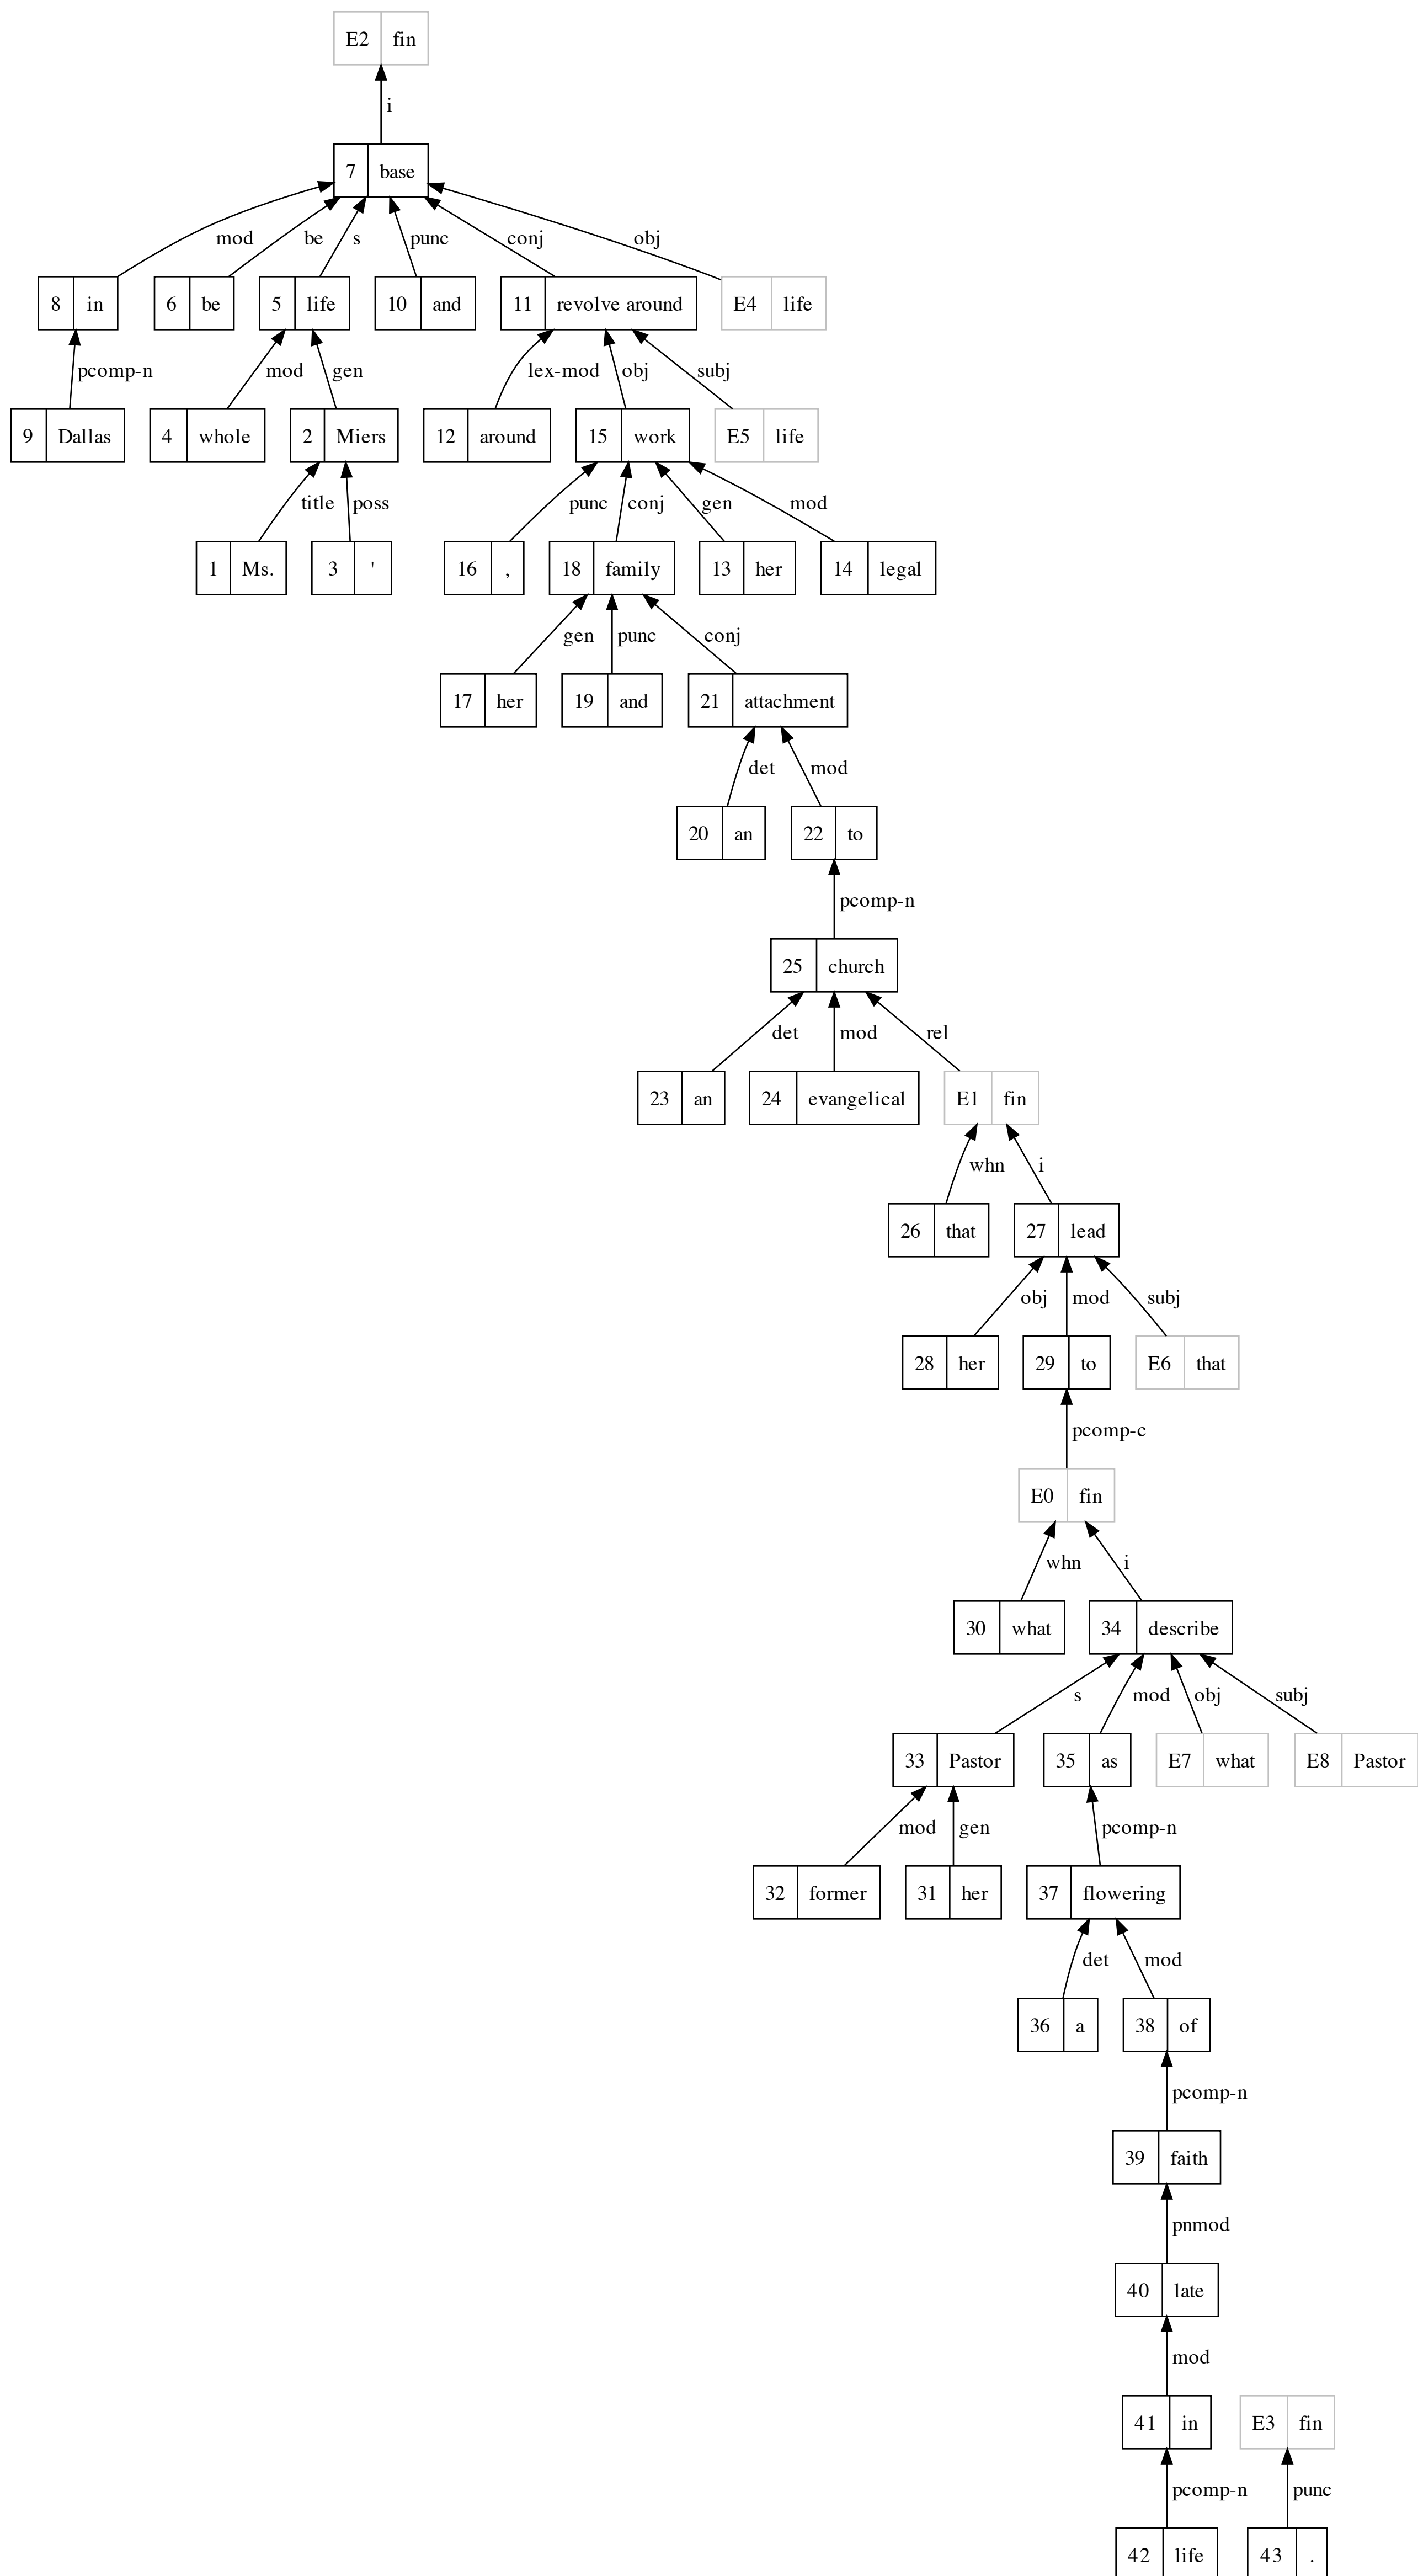 E2 fin
i
7 base
mod be s punc conj obj
8 in 6 be 5 life 10 and 11 revolve around E4 life
pcomp-n mod gen lex-mod obj subj
9 Dallas 4 whole 2 Miers 12 around 15 work E5 life
title poss punc conj gen mod
1 Ms. 3 ' 16 , 18 family 13 her 14 legal
gen punc conj
17 her 19 and 21 attachment
det mod
20 an 22 to
pcomp-n
25 church
det mod rel
23 an 24 evangelical E1 fin
whn i
26 that 27 lead
obj mod subj
28 her 29 to E6 that
pcomp-c
E0 fin
whn i
30 what 34 describe
s mod obj subj
33 Pastor 35 as E7 what E8 Pastor
mod gen pcomp-n
32 former 31 her 37 flowering
det mod
36 a 38 of
pcomp-n
39 faith
pnmod
40 late
mod
41 in E3 fin
pcomp-n punc
42 life 43 .